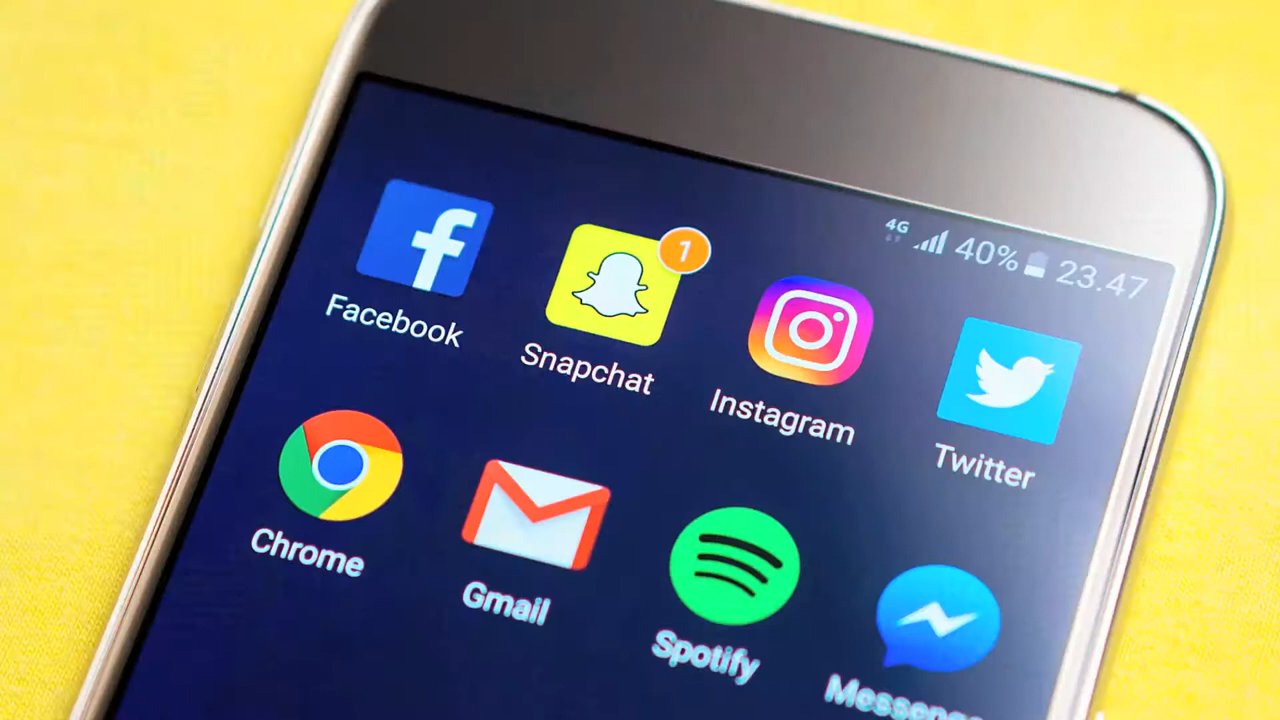 4G 40% 23.47
1
Facebook
Snapchat
Instagram
Twitter
Chrome
Gmail
Spotify